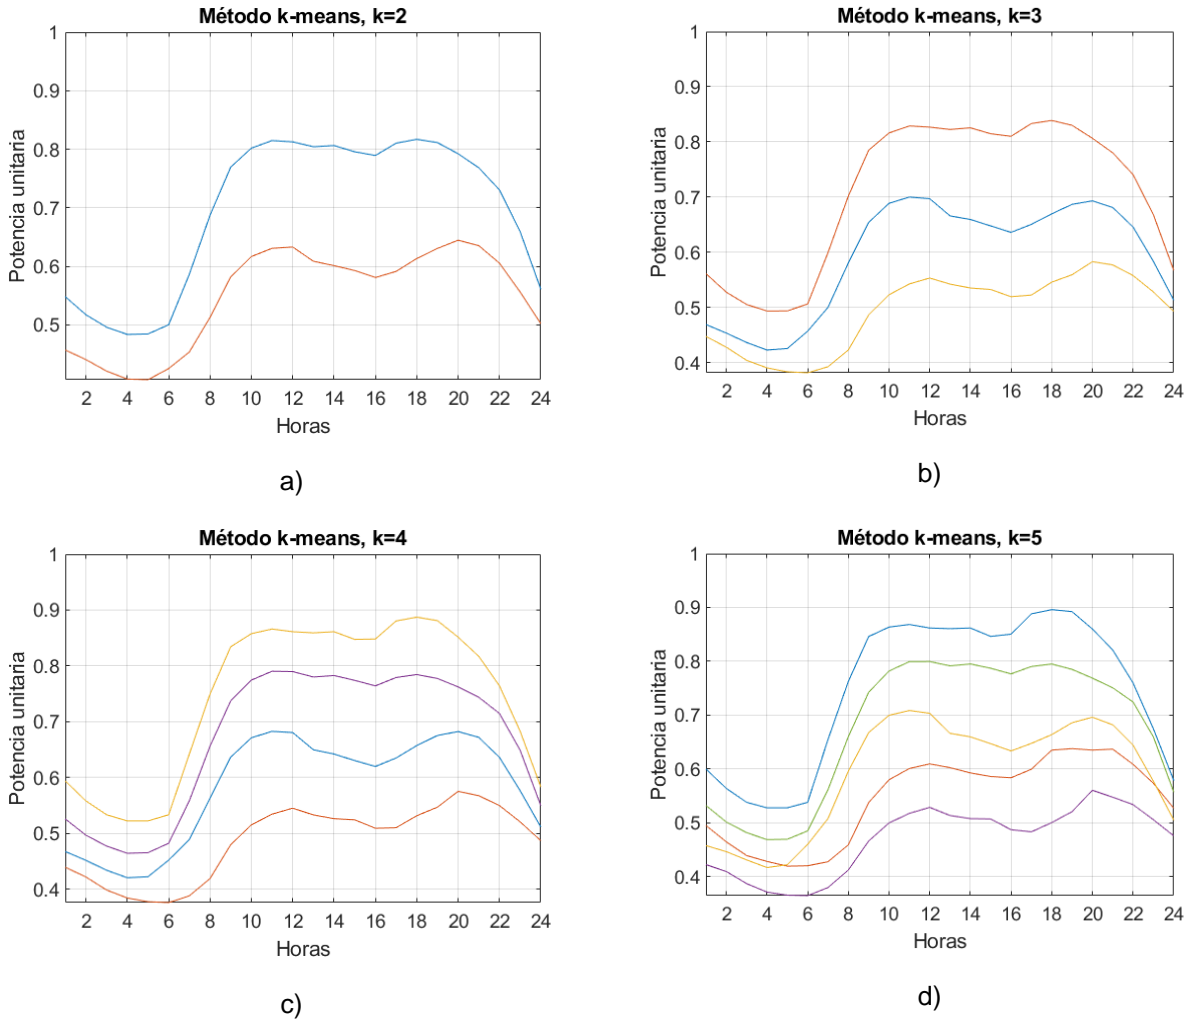 Método k-means, k=2
1
0.9
0.8
0.7
0.6
0.5
Potencia unitaria
2 4 6 8 10 12 14 16 18 20 22 24
Horas
a)
Método k-means, k=3
1
0.9
0.8
0.7
0.6
0.5
0.4
Potencia unitaria
2 4 6 8 10 12 14 16 18 20 22 24
Horas
b)
Método k-means, k=4
1
0.9
0.8
0.7
0.6
0.5
0.4
Potencia unitaria
2 4 6 8 10 12 14 16 18 20 22 24
Horas
c)
Método k-means, k=5
1
0.9
0.8
0.7
0.6
0.5
0.4
Potencia unitaria
2 4 6 8 10 12 14 16 18 20 22 24
Horas
d)